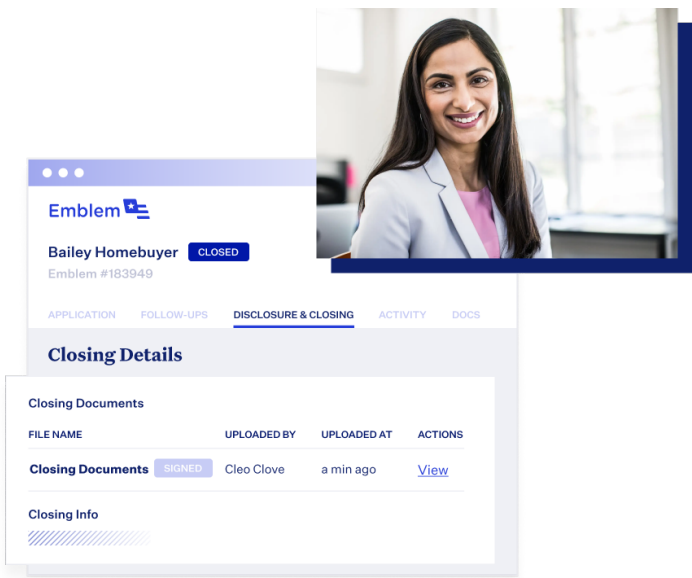 Emblem
Bailey Homebuyer CLOSED
Emblem #183949
APPLICATION FOLLOW-UPS DISCLOSURE & CLOSING ACTIVITY DOCS
Closing Details
Closing Documents
FILE NAME UPLOADED BY UPLOADED AT ACTIONS
Closing Documents SIGNED Cleo Clove a min ago View
Closing Info